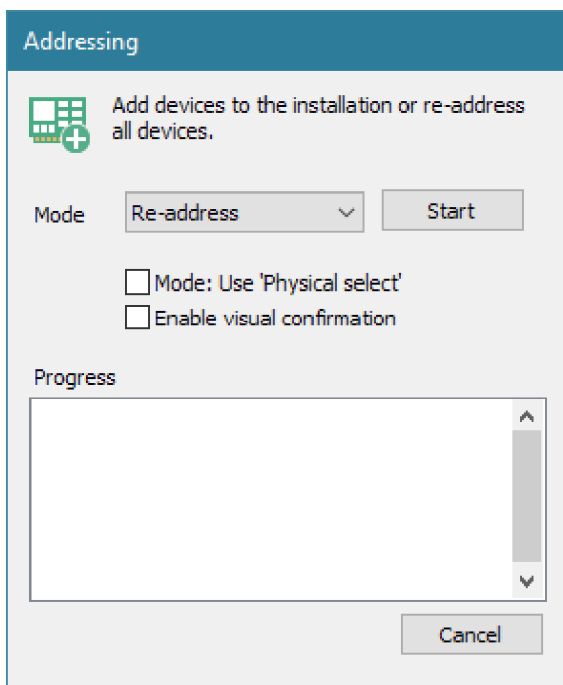 Addressing
Add devices to the installation or re-address
all devices.
Mode
Re-address
Start
Mode: Use 'Physical select'
Enable visual confirmation
Progress
Cancel